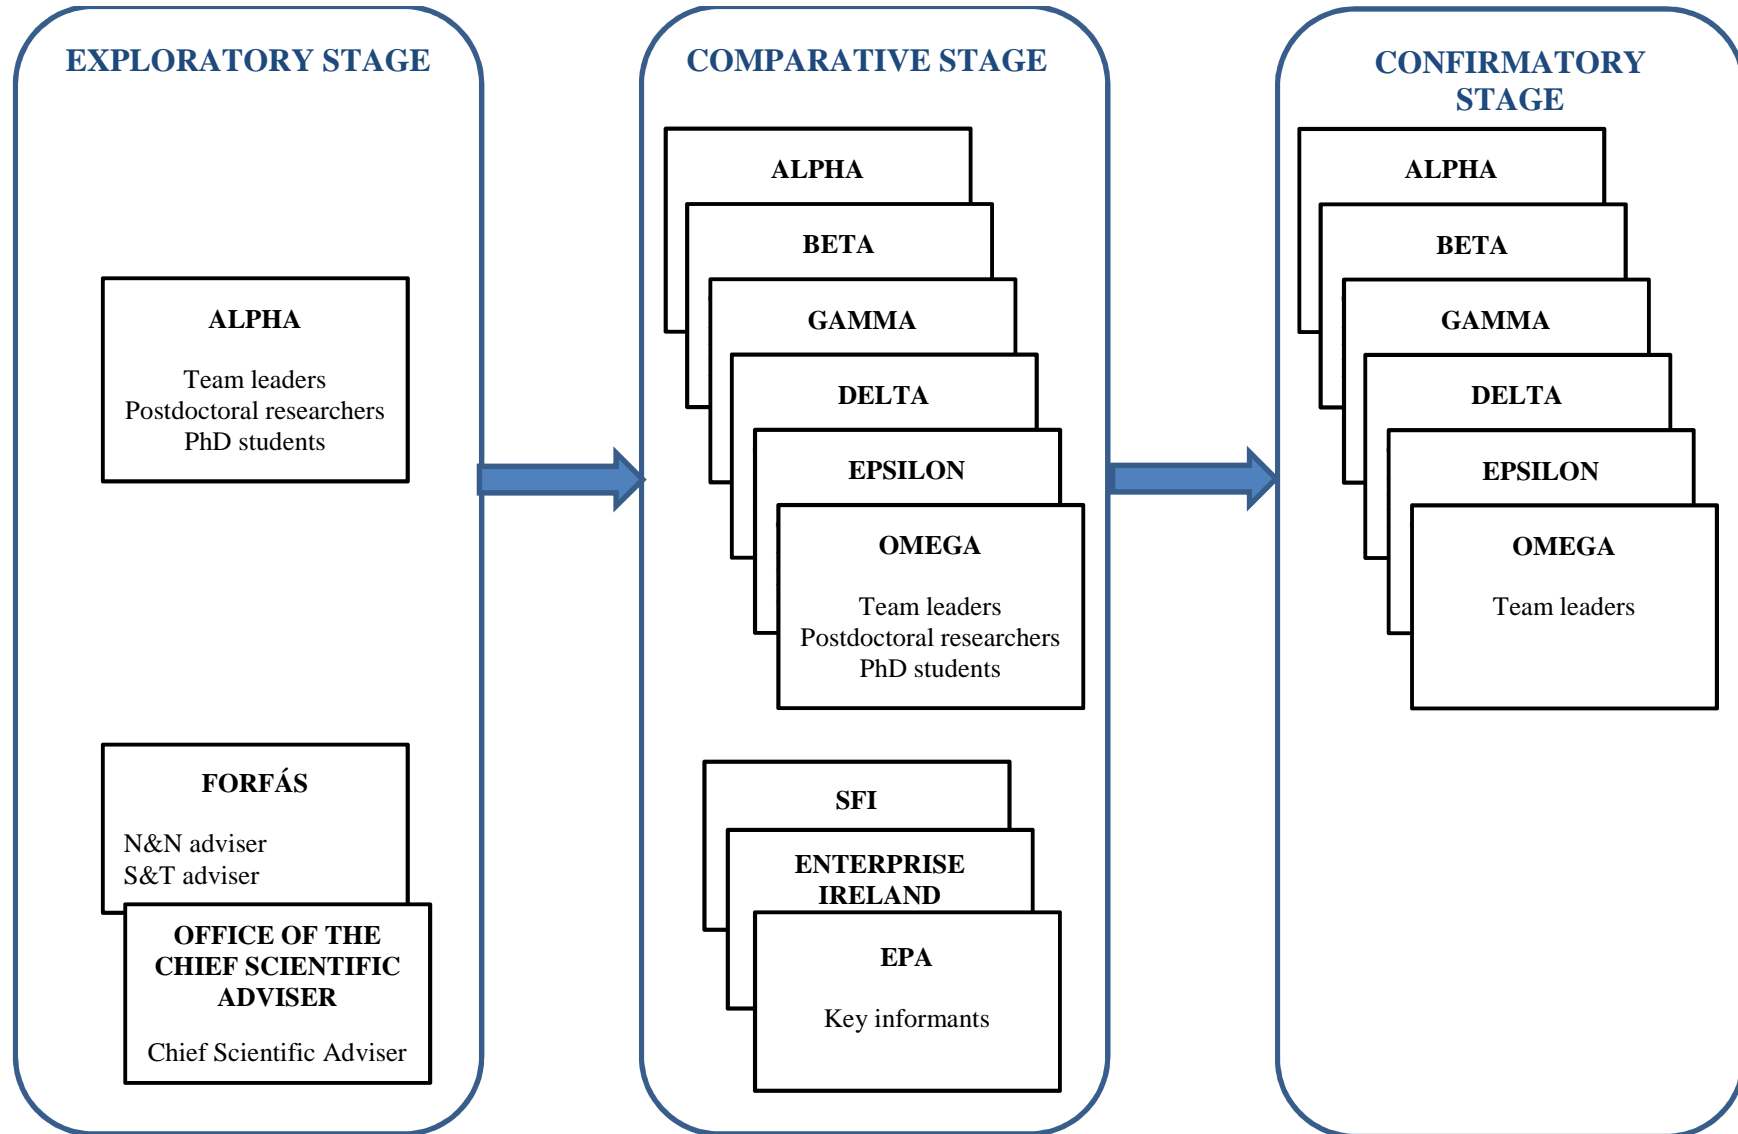 EXPLORATORY STAGE
ALPHA
Team leaders
Postdoctoral researchers
PhD students
FORFÁS
N&N adviser
S&T adviser
OFFICE OF THE
CHIEF SCIENTIFIC
ADVISER
Chief Scientific Adviser
COMPARATIVE STAGE
ALPHA
BETA
GAMMA
DELTA
EPSILON
OMEGA
Team leaders
Postdoctoral researchers
PhD students
SFI
ENTERPRISE
IRELAND
EPA
Key informants
CONFIRMATORY
STAGE
ALPHA
BETA
GAMMA
DELTA
EPSILON
OMEGA
Team leaders